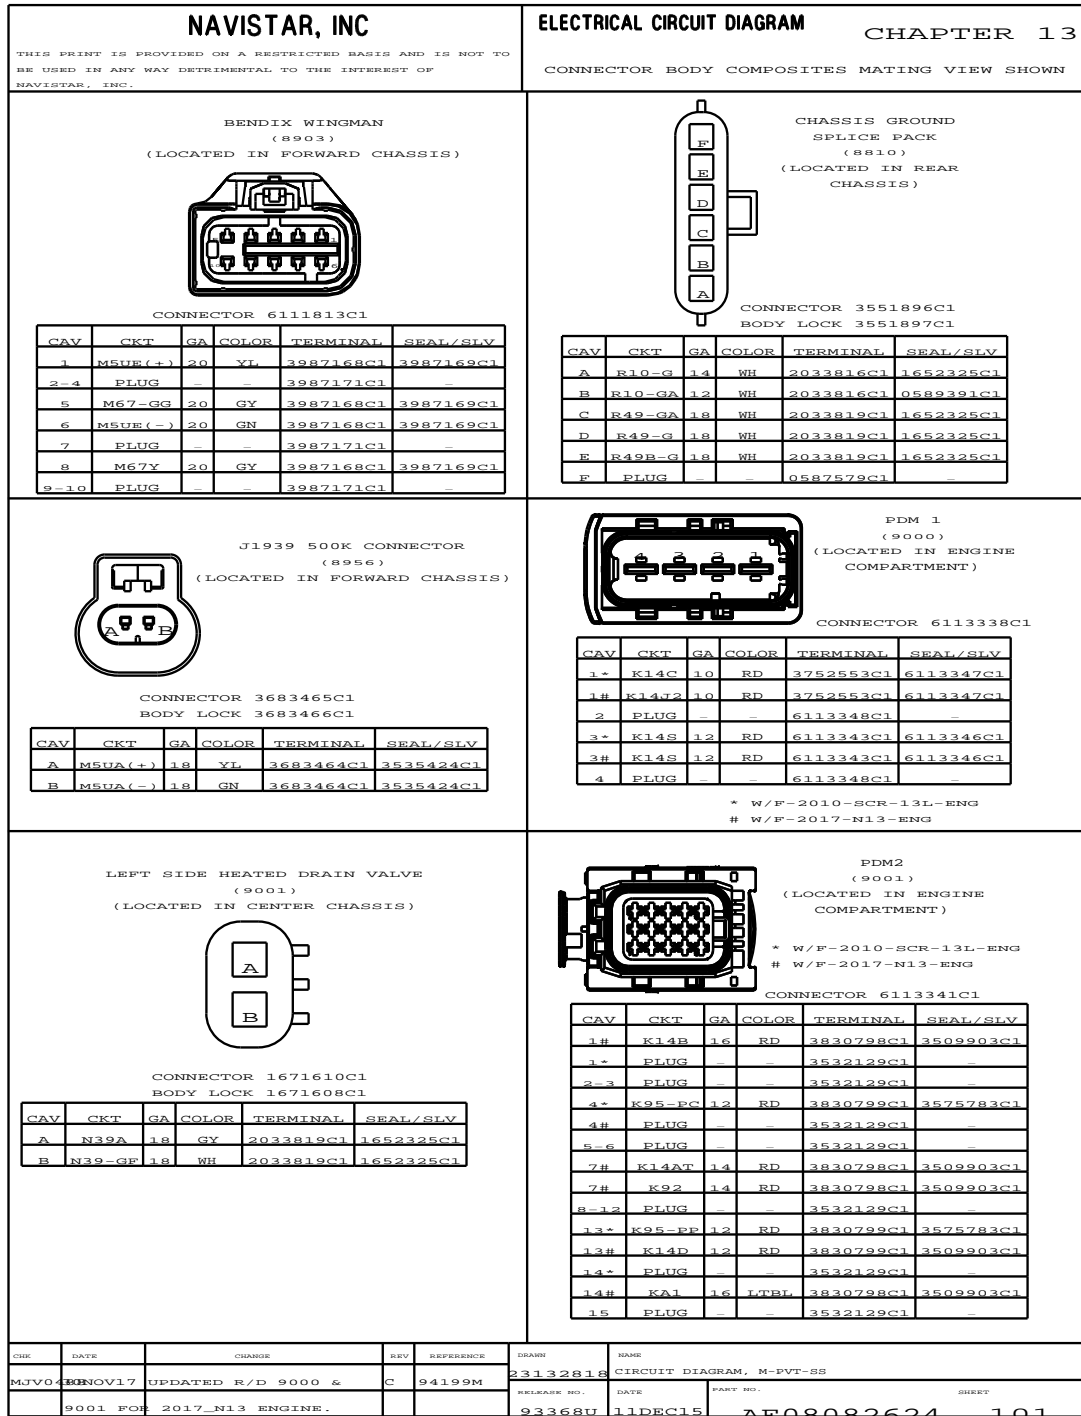 NAVISTAR, INC
THIS PRINT IS PROVIDED ON A RESTRICTED BASIS AND IS NOT TO
BE USED IN ANY WAY DETRIMENTAL TO THE INTEREST OF
NAVISTAR, INC.
ELECTRICAL CIRCUIT DIAGRAM CHAPTER 13
CONNECTOR BODY COMPOSITES MATING VIEW SHOWN
BENDIX WINGMAN
(8903)
(LOCATED IN FORWARD CHASSIS)
CONNECTOR 6111813C1
CAV CKT GA COLOR TERMINAL SEAL/SLV
1 M5UE(+) 20 YL 3987168C1 3987169C1
2-4 PLUG - - 3987171C1 -
5 M67-GG 20 GY 3987168C1 3987169C1
6 M5UE(-) 20 GN 3987168C1 3987169C1
7 PLUG - - 3987171C1 -
8 M67Y 20 GY 3987168C1 3987169C1
9-10 PLUG - - 3987171C1 -
CHASSIS GROUND
SPLICE PACK
(8810)
(LOCATED IN REAR
CHASSIS)
F
E
D
C
B
A
CONNECTOR 3551896C1
BODY LOCK 3551897C1
CAV CKT GA COLOR TERMINAL SEAL/SLV
A R10-G 14 WH 2033816C1 1652325C1
B R10-GA 12 WH 2033816C1 0589391C1
C R49-GA 18 WH 2033819C1 1652325C1
D R49-G 18 WH 2033819C1 1652325C1
E R49B-G 18 WH 2033819C1 1652325C1
F PLUG - - 0587579C1 -
J1939 500K CONNECTOR
(8956)
(LOCATED IN FORWARD CHASSIS)
A B
CONNECTOR 3683465C1
BODY LOCK 3683466C1
CAV CKT GA COLOR TERMINAL SEAL/SLV
A M5UA(+) 18 YL 3683464C1 3535424C1
B M5UA(-) 18 GN 3683464C1 3535424C1
PDM 1
(9000)
(LOCATED IN ENGINE
COMPARTMENT)
4 3 2 1
CONNECTOR 6113338C1
CAV CKT GA COLOR TERMINAL SEAL/SLV
1* K14C 10 RD 3752553C1 6113347C1
1# K14J2 10 RD 3752553C1 6113347C1
2 PLUG - - 6113348C1 -
3* K14S 12 RD 6113343C1 6113346C1
3# K14S 12 RD 6113343C1 6113346C1
4 PLUG - - 6113348C1 -
* W/F-2010-SCR-13L-ENG
# W/F-2017-N13-ENG
LEFT SIDE HEATED DRAIN VALVE
(9001)
(LOCATED IN CENTER CHASSIS)
A
B
CONNECTOR 1671610C1
BODY LOCK 1671608C1
CAV CKT GA COLOR TERMINAL SEAL/SLV
A N39A 18 GY 2033819C1 1652325C1
B N39-GF 18 WH 2033819C1 1652325C1
PDM2
(9001)
(LOCATED IN ENGINE
COMPARTMENT)
* W/F-2010-SCR-13L-ENG
# W/F-2017-N13-ENG
CONNECTOR 6113341C1
CAV CKT GA COLOR TERMINAL SEAL/SLV
1# K14B 16 RD 3830798C1 3509903C1
1* PLUG - - 3532129C1 -
2-3 PLUG - - 3532129C1 -
4* K95-PC 12 RD 3830799C1 3575783C1
4# PLUG - - 3532129C1 -
5-6 PLUG - - 3532129C1 -
7# K14AT 14 RD 3830798C1 3509903C1
7# K92 14 RD 3830798C1 3509903C1
8-12 PLUG - - 3532129C1 -
13* K95-PP 12 RD 3830799C1 3575783C1
13# K14D 12 RD 3830799C1 3509903C1
14* PLUG - - 3532129C1 -
14# KA1 16 LTBL 3830798C1 3509903C1
15 PLUG - - 3532129C1 -
CHK DATE CHANGE REV REFERENCE
NOV17 UPDATED R/D 9000 & C 94199M
9001 FOR 2017_N13 ENGINE.
DRAWN NAME
23132818 CIRCUIT DIAGRAM, M-PVT-SS
RELEASE NO. DATE PART NO. SHEET
93368U 11DEC15 AF08082624 101